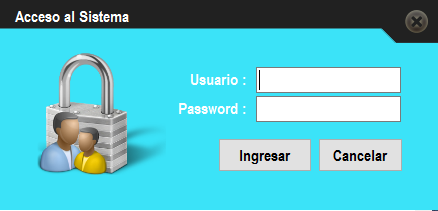 Acceso al Sistema
Usuario :
Password :
Ingresar Cancelar